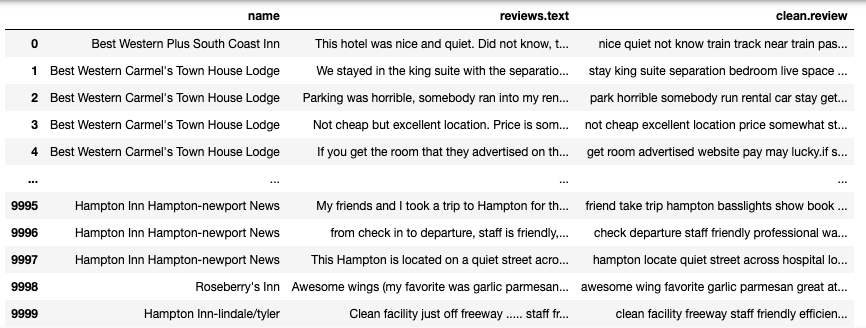 name reviews.text clean.review
0 Best Western Plus South Coast Inn This hotel was nice and quiet. Did not know, t... nice quiet not know train track near train pas...
1 Best Western Carmel's Town House Lodge We stayed in the king suite with the separatio... stay king suite separation bedroom live space ...
2 Best Western Carmel's Town House Lodge Parking was horrible, somebody ran into my ren... park horrible somebody run rental car stay get...
3 Best Western Carmel's Town House Lodge Not cheap but excellent location. Price is som... not cheap excellent location price somewhat st...
4 Best Western Carmel's Town House Lodge If you get the room that they advertised on th... get room advertised website pay may lucky.if s...
... ... ... ...
9995 Hampton Inn Hampton-newport News My friends and I took a trip to Hampton for th... friend take trip hampton basslights show book ...
9996 Hampton Inn Hampton-newport News from check in to departure, staff is friendly,... check departure staff friendly professional wa...
9997 Hampton Inn Hampton-newport News This Hampton is located on a quiet street acro... hampton locate quiet street across hospital lo...
9998 Roseberry's Inn Awesome wings (my favorite was garlic parmesan... awesome wing favorite garlic parmesan great at...
9999 Hampton Inn-lindale/tyler Clean facility just off freeway ..... staff fr... clean facility freeway staff friendly efficien...